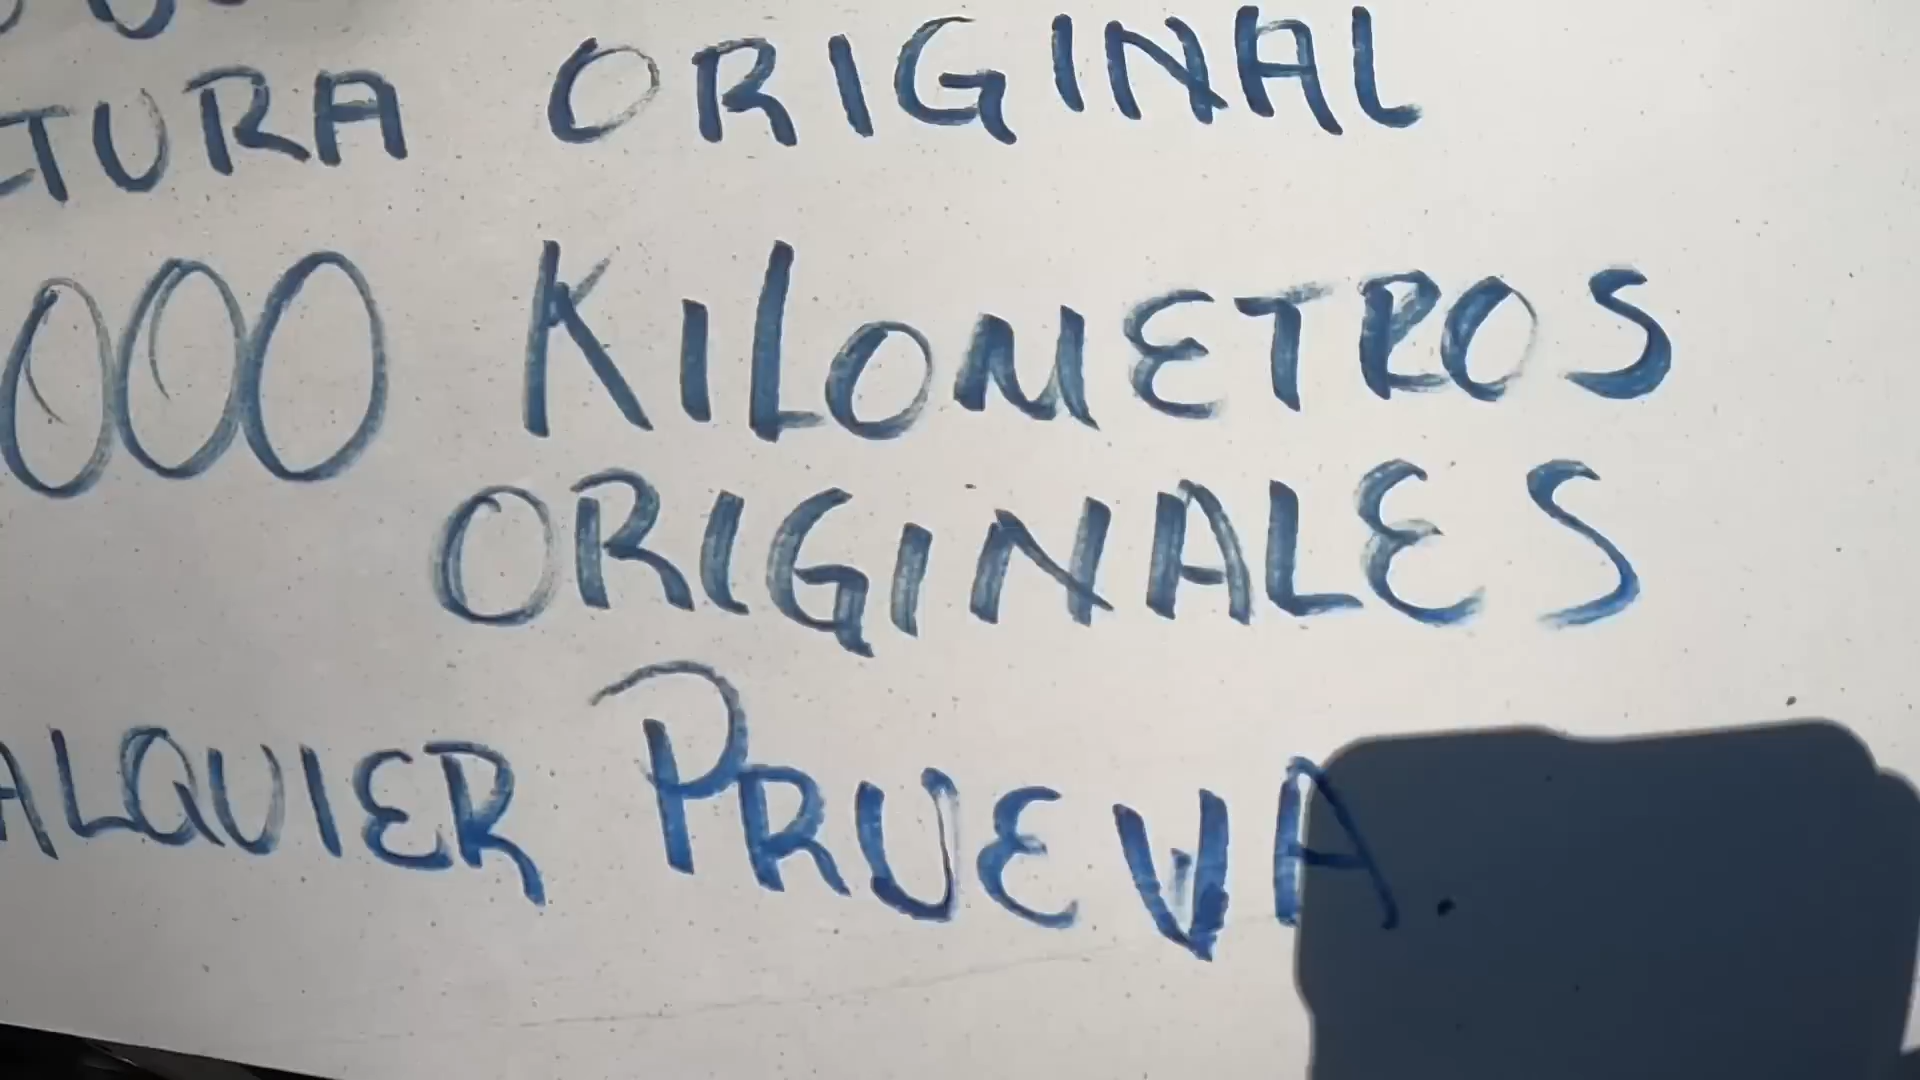 TURA ORIGINAL
000 KILOMETROS
ORIGINALES
ALQUIER PRUEVA